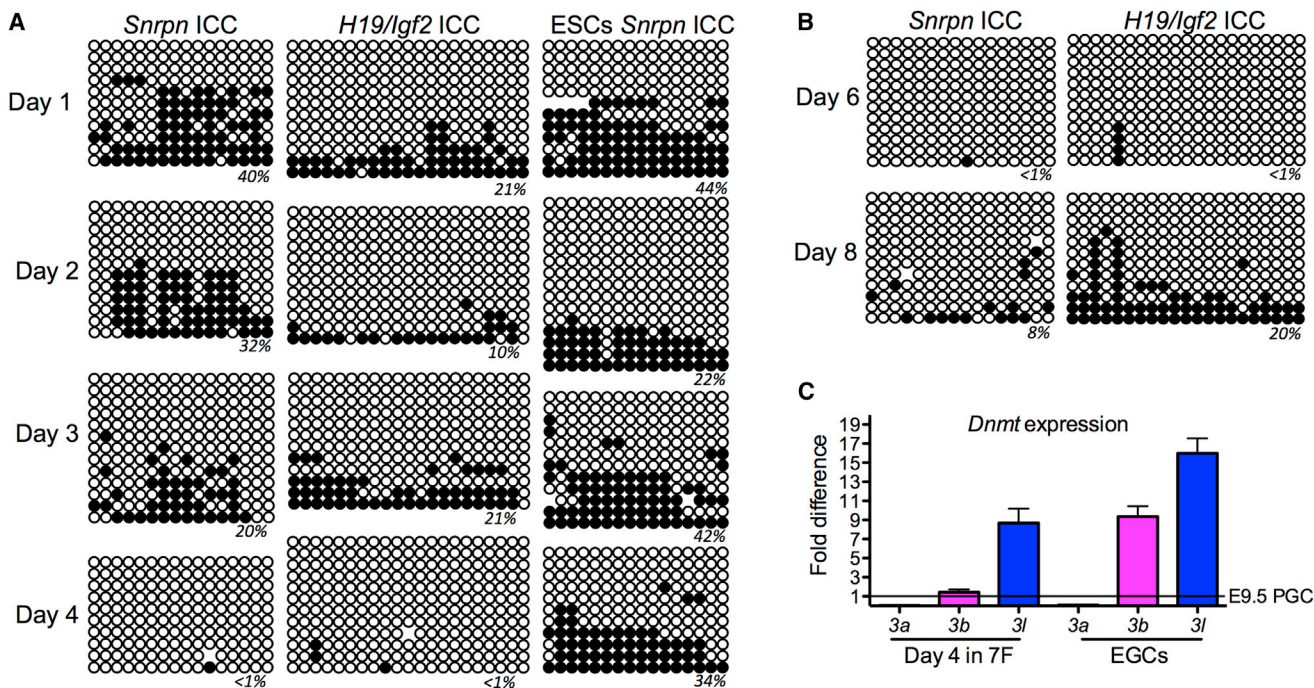 A
Snrpn ICC
H19/Igf2 ICC
ESCs Snrpn ICC
Day 1
40%
21%
44%
Day 2
32%
10%
22%
Day 3
20%
21%
42%
Day 4
<1%
<1%
34%
B
Snrpn ICC
H19/Igf2 ICC
Day 6
<1%
<1%
Day 8
8%
20%
C
Dnmt expression
Fold difference
19
17
15
13
11
9
7
5
3
1
E9.5 PGC
3a 3b 3l 3a 3b 3l
Day 4 in 7F
EGCs